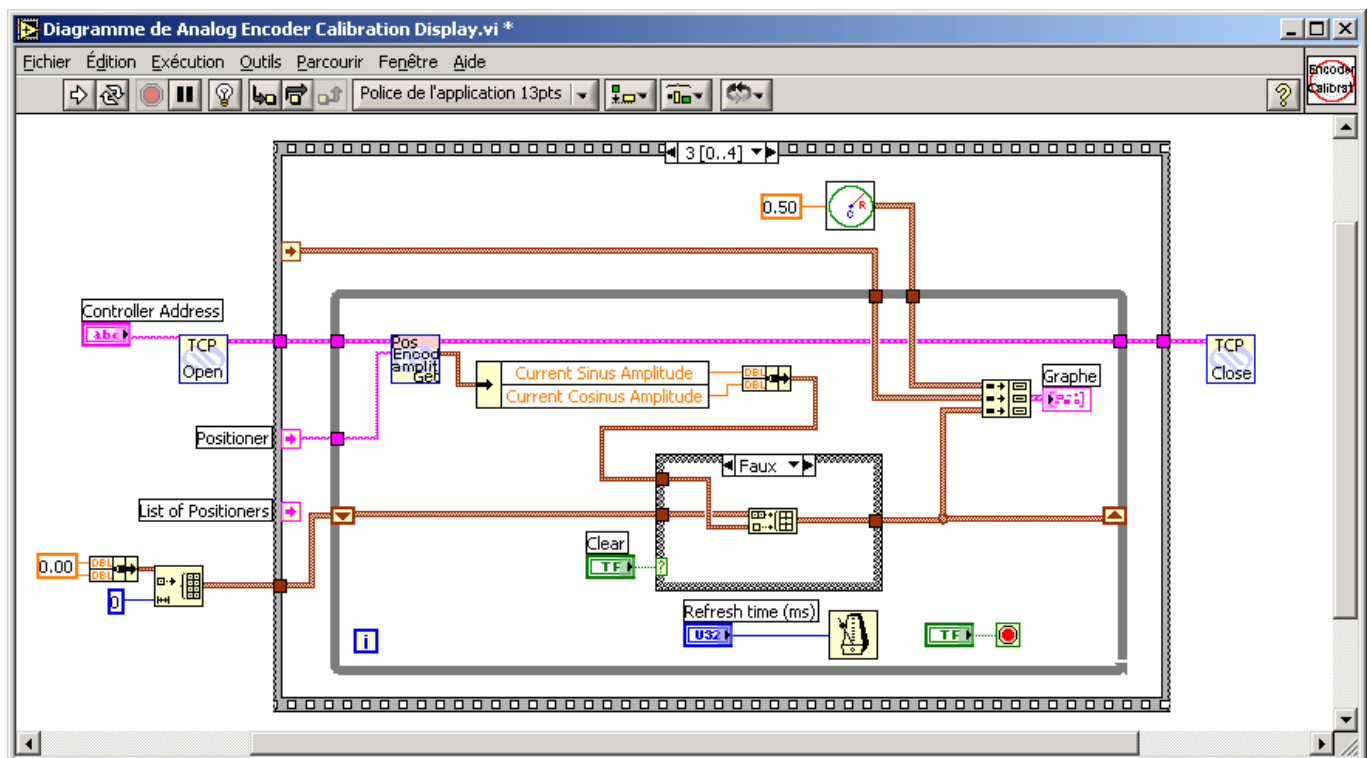 Diagramme de Analog Encoder Calibration Display.vi *
Fichier Édition Exécution Outils Parcourir Fenêtre Aide
Police de l'application 13pts
?
Encoder
Calibrat
3 [0..4]
0.50
C R
Controller Address
abc
TCP
Open
Pos
Encod
amplit
Get
Current Sinus Amplitude
Current Cosinus Amplitude
DBL
DBL
Graphe
TCP
Close
Positioner
Faux
List of Positioners
Clear
TF
?
0.00
DBL
DBL
0
Refresh time (ms)
U32
TF
i